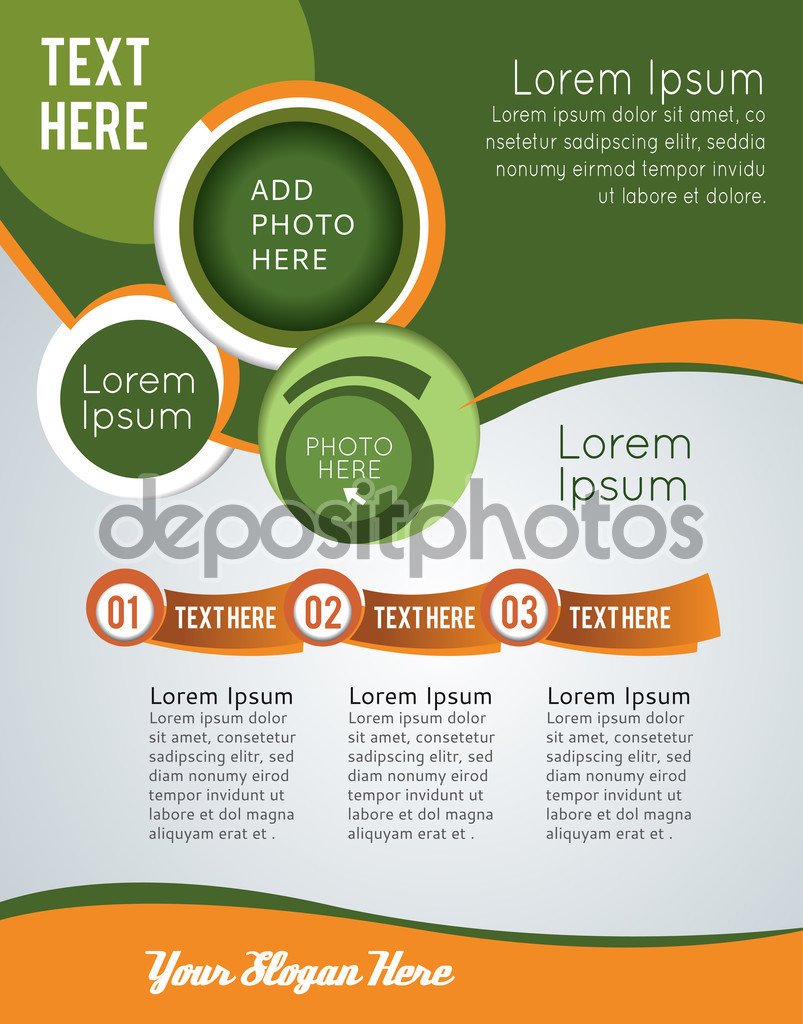 TEXT
HERE
Lorem Ipsum
Lorem ipsum dolor sit amet, co
nsetetur sadipscing elitr, seddia
nonumy eirmod tempor invidu
ut labore et dolore.
ADD
PHOTO
HERE
Lorem
Ipsum
PHOTO
HERE
Lorem
Ipsum
depositphotos
01 TEXT HERE 02 TEXT HERE 03 TEXT HERE
Lorem Ipsum
Lorem ipsum dolor
sit amet, consetetur
sadipscing elitr, sed
diam nonumy eirod
tempor invidunt ut
labore et dol magna
aliquyam erat et .
Lorem Ipsum
Lorem ipsum dolor
sit amet, consetetur
sadipscing elitr, sed
diam nonumy eirod
tempor invidunt ut
labore et dol magna
aliquyam erat et .
Lorem Ipsum
Lorem ipsum dolor
sit amet, consetetur
sadipscing elitr, sed
diam nonumy eirod
tempor invidunt ut
labore et dol magna
aliquyam erat et .
Your Slogan Here